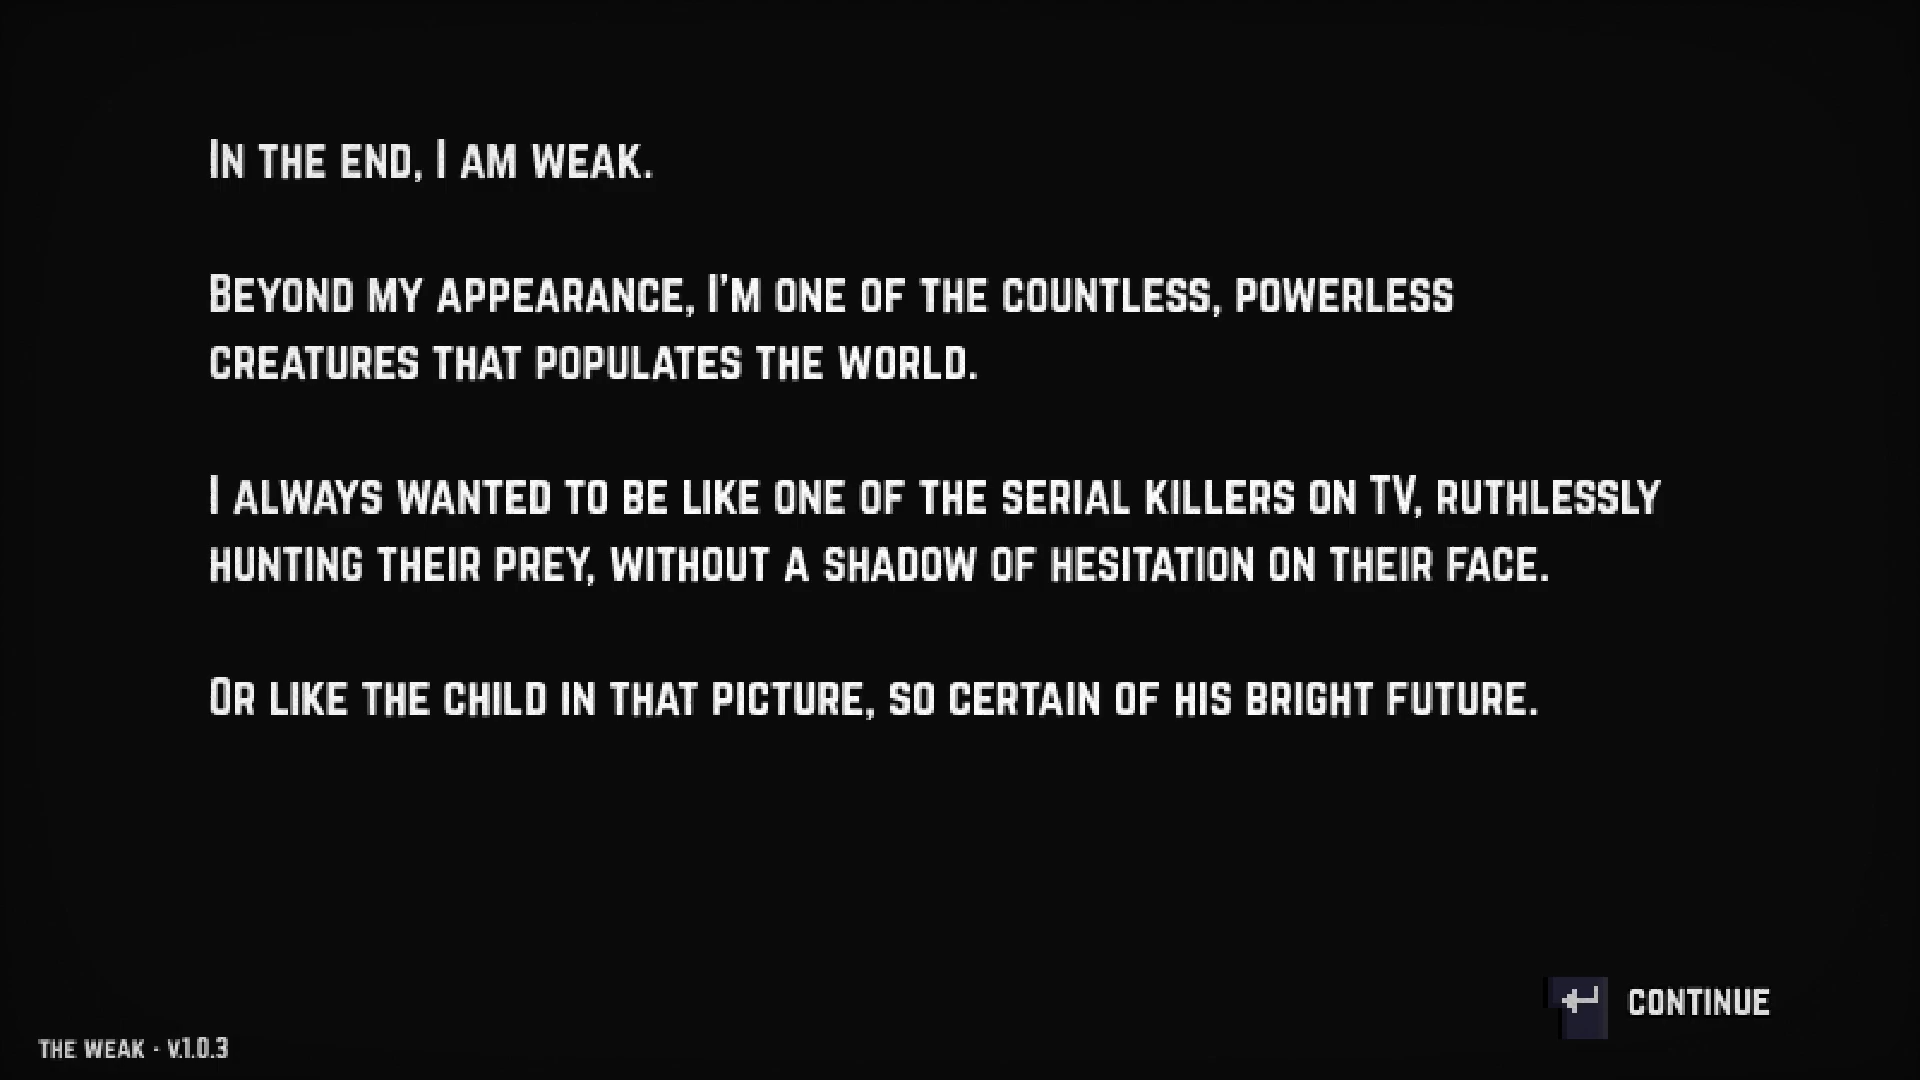 In the end, I am weak.
Beyond my appearance, I'm one of the countless, powerless
creatures that populates the world.
I always wanted to be like one of the serial killers on TV, ruthlessly
hunting their prey, without a shadow of hesitation on their face.
Or like the child in that picture, so certain of his bright future.
continue
the weak - v.1.0.3